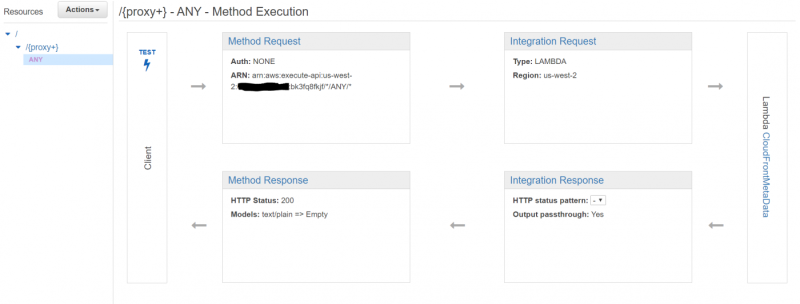 Resources
Actions
/{proxy+} - ANY - Method Execution
/
/{proxy+}
ANY
TEST
Client
Method Request
Auth: NONE
ARN: arn:aws:execute-api:us-west-
2: :bk3fq8fkjf/*/ANY/*
Integration Request
Type: LAMBDA
Region: us-west-2
Lambda CloudFrontMetaData
Method Response
HTTP Status: 200
Models: text/plain => Empty
Integration Response
HTTP status pattern: -
Output passthrough: Yes